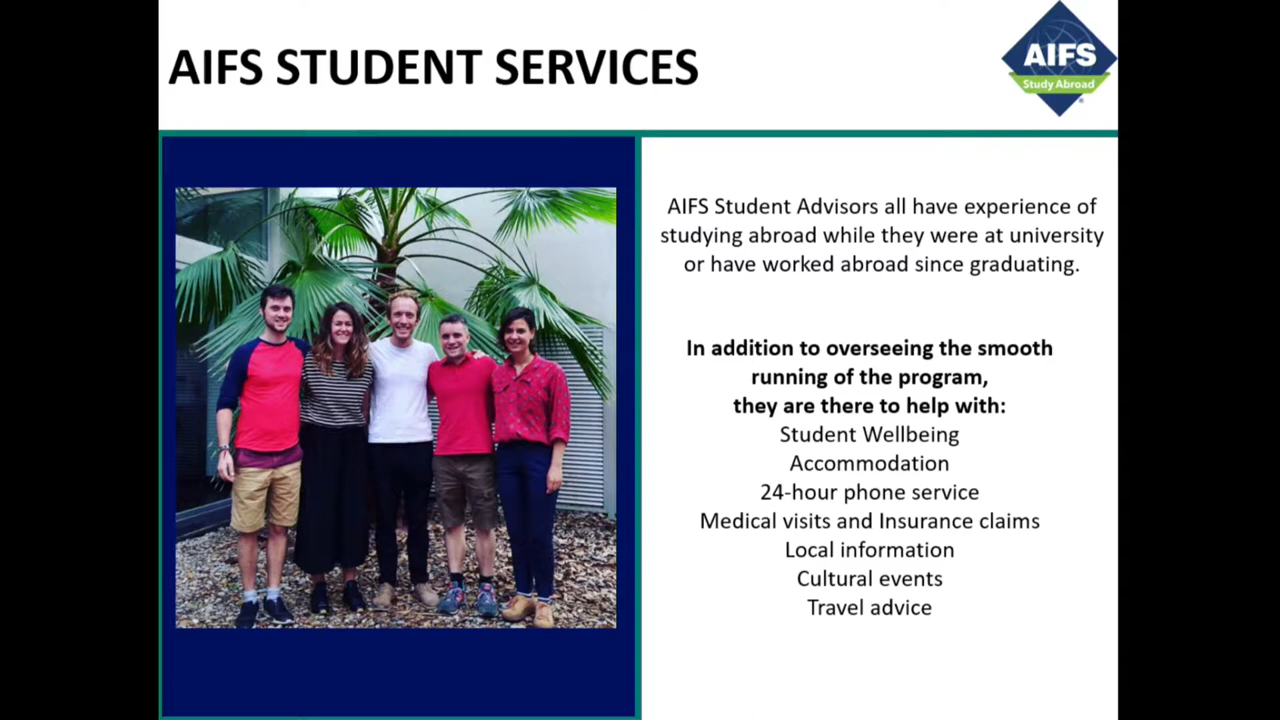 AIFS STUDENT SERVICES
AIFS
Study Abroad
®
AIFS Student Advisors all have experience of
studying abroad while they were at university
or have worked abroad since graduating.
In addition to overseeing the smooth
running of the program,
they are there to help with:
Student Wellbeing
Accommodation
24-hour phone service
Medical visits and Insurance claims
Local information
Cultural events
Travel advice